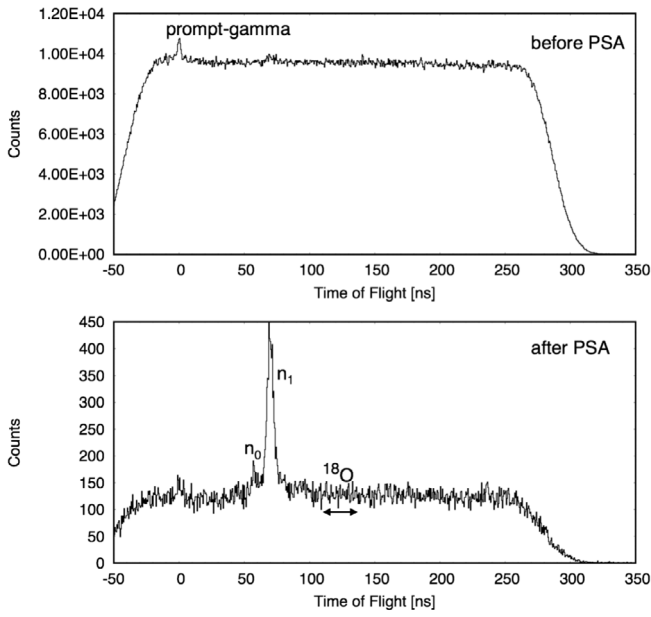 1.20E+04
prompt-gamma
before PSA
1.00E+04
8.00E+03
6.00E+03
4.00E+03
2.00E+03
0.00E+00
Counts
-50 0 50 100 150 200 250 300 350
Time of Flight [ns]
450
after PSA
400
350
n₁
300
250
200
n₀
¹⁸O
150
100
50
0
Counts
-50 0 50 100 150 200 250 300 350
Time of Flight [ns]